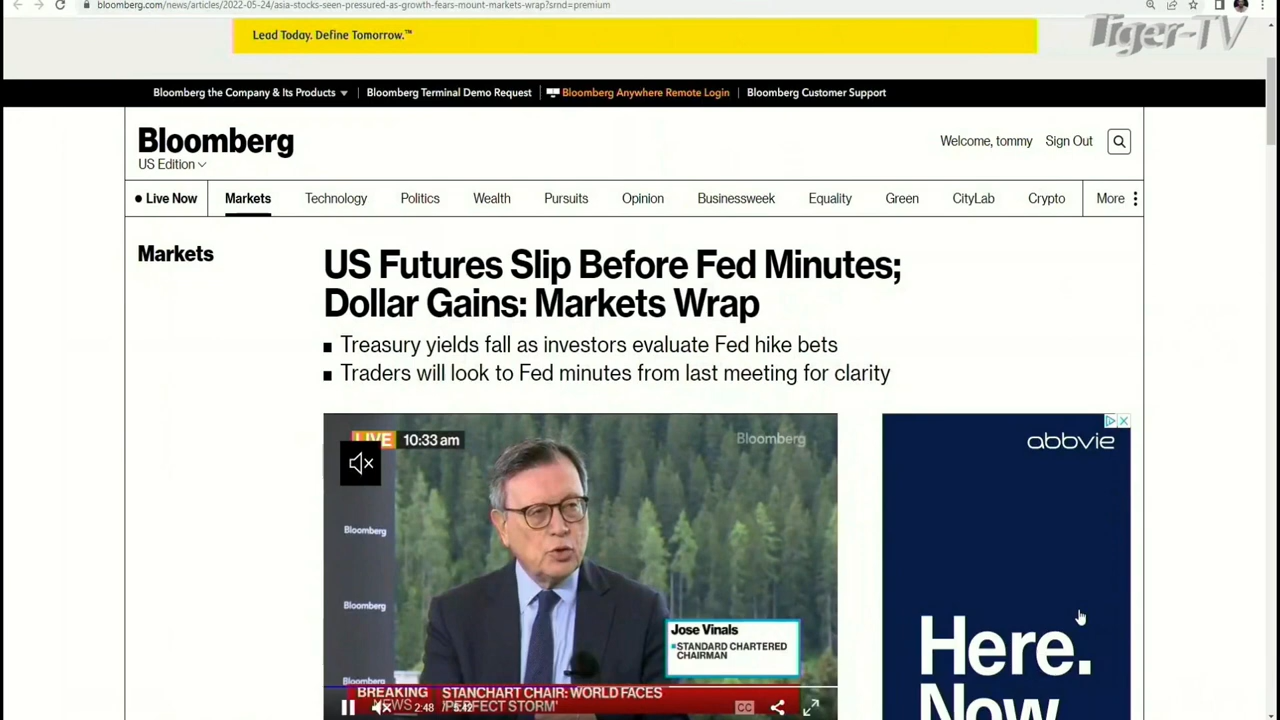 bloomberg.com/news/articles/2022-05-24/asia-stocks-seen-pressured-as-growth-fears-mount-markets-wrap?srnd=premium
Lead Today. Define Tomorrow.™
Tiger-TV
Bloomberg the Company & Its Products
Bloomberg Terminal Demo Request
Bloomberg Anywhere Remote Login
Bloomberg Customer Support
Bloomberg
US Edition
Welcome, tommy
Sign Out
Live Now
Markets
Technology
Politics
Wealth
Pursuits
Opinion
Businessweek
Equality
Green
CityLab
Crypto
More
Markets
US Futures Slip Before Fed Minutes;
Dollar Gains: Markets Wrap
Treasury yields fall as investors evaluate Fed hike bets
Traders will look to Fed minutes from last meeting for clarity
LIVE 10:33 am
Bloomberg
Bloomberg
Bloomberg
Bloomberg
Jose Vinals
STANDARD CHARTERED
CHAIRMAN
BREAKING
NEWS
STANCHART CHAIR: WORLD FACES
'PERFECT STORM'
2:48 / 5:42
CC
abbvie
Here.
Now.